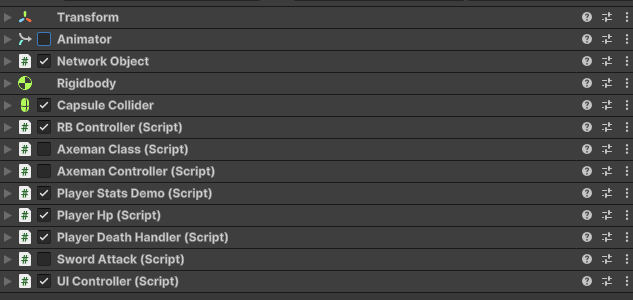 Transform
Animator
# Network Object
Rigidbody
Capsule Collider
# RB Controller (Script)
# Axeman Class (Script)
# Axeman Controller (Script)
# Player Stats Demo (Script)
# Player Hp (Script)
# Player Death Handler (Script)
# Sword Attack (Script)
# UI Controller (Script)